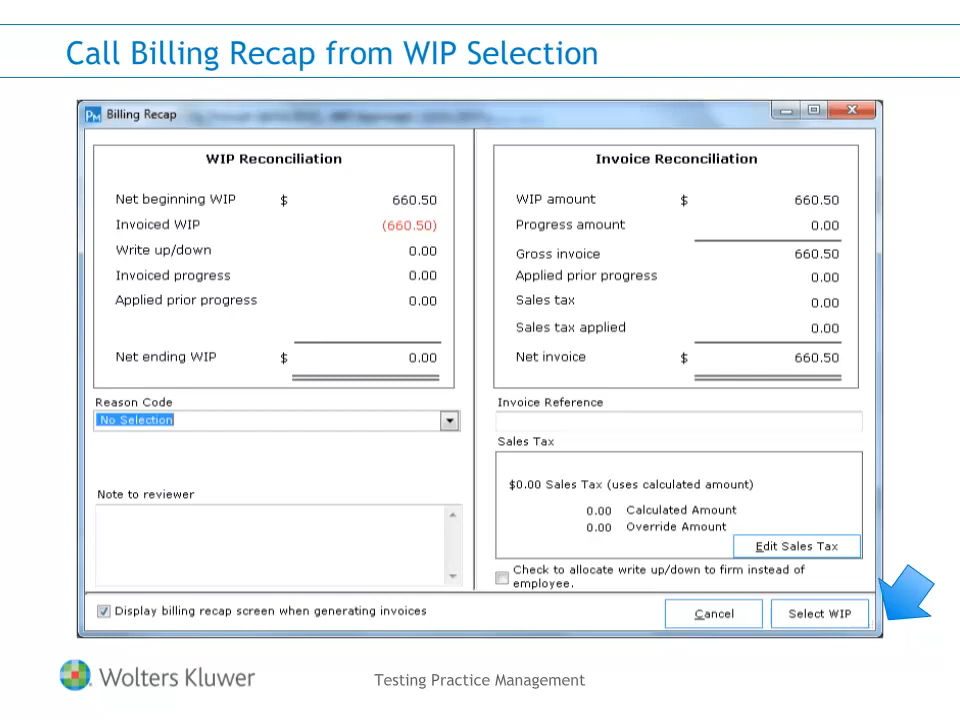 Call Billing Recap from WIP Selection
PM Billing Recap
WIP Reconciliation
Net beginning WIP $ 660.50
Invoiced WIP (660.50)
Write up/down 0.00
Invoiced progress 0.00
Applied prior progress 0.00
Net ending WIP $ 0.00
Reason Code
No Selection
Note to reviewer
Invoice Reconciliation
WIP amount $ 660.50
Progress amount 0.00
Gross invoice 660.50
Applied prior progress 0.00
Sales tax 0.00
Sales tax applied 0.00
Net invoice $ 660.50
Invoice Reference
Sales Tax
$0.00 Sales Tax (uses calculated amount)
0.00 Calculated Amount
0.00 Override Amount
Edit Sales Tax
Check to allocate write up/down to firm instead of
employee.
Display billing recap screen when generating invoices
Cancel
Select WIP
Wolters Kluwer
Testing Practice Management